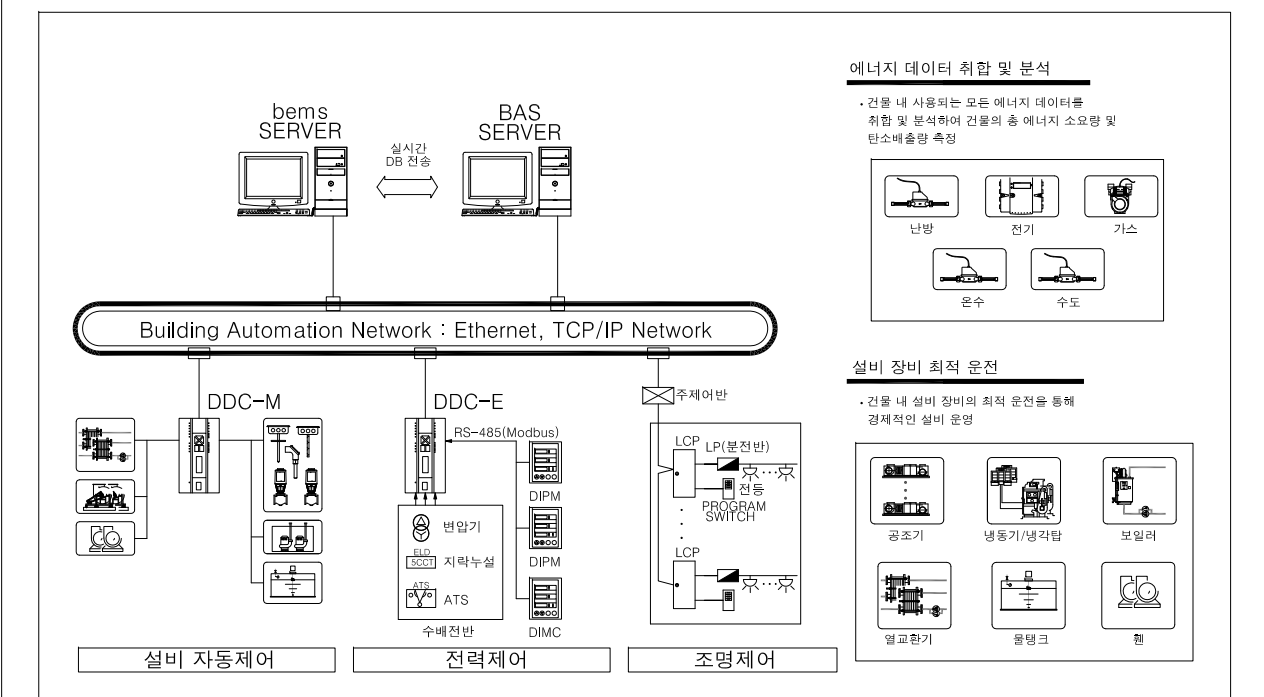 bems
SERVER
실시간
DB 전송
BAS
SERVER
Building Automation Network : Ethernet, TCP/IP Network
DDC-M
DDC-E
RS-485(Modbus)
DIPM
DIPM
DIMC
변압기
ELD
5CCT
지락누설
ATS
ATS
수배전반
주제어반
LCP
LP(분전반)
전등
PROGRAM
SWITCH
LCP
설비 자동제어
전력제어
조명제어
에너지 데이터 취합 및 분석
• 건물 내 사용되는 모든 에너지 데이터를
취합 및 분석하여 건물의 총 에너지 소요량 및
탄소배출량 측정
난방
전기
가스
온수
수도
설비 장비 최적 운전
• 건물 내 설비 장비의 최적 운전을 통해
경제적인 설비 운영
공조기
냉동기/냉각탑
보일러
열교환기
물탱크
휀